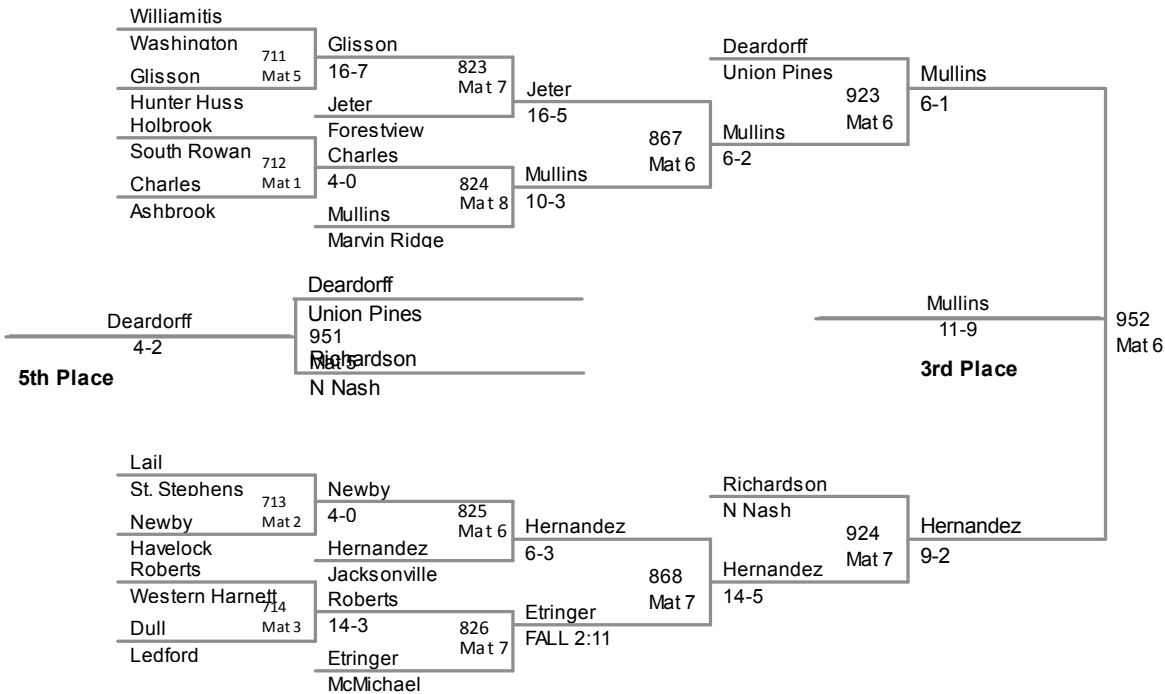 Williamitis
Washington
711
Mat 5
Glisson
Hunter Huss
Glisson
16-7
823
Mat 7
Jeter
Forestview
Jeter
16-5
Holbrook
South Rowan
712
Mat 1
Charles
Ashbrook
Charles
4-0
824
Mat 8
Mullins
Marvin Ridge
Mullins
10-3
867
Mat 6
Deardorff
Union Pines
923
Mat 6
Mullins
6-2
Mullins
6-1
Deardorff
Union Pines
951
Mat 5
Richardson
N Nash
Deardorff
4-2
5th Place
Mullins
11-9
3rd Place
952
Mat 6
Lail
St. Stephens
713
Mat 2
Newby
Havelock
Newby
4-0
825
Mat 6
Hernandez
Jacksonville
Hernandez
6-3
Roberts
Western Harnett
714
Mat 3
Dull
Ledford
Roberts
14-3
826
Mat 7
Etringer
McMichael
Etringer
FALL 2:11
868
Mat 7
Richardson
N Nash
924
Mat 7
Hernandez
14-5
Hernandez
9-2